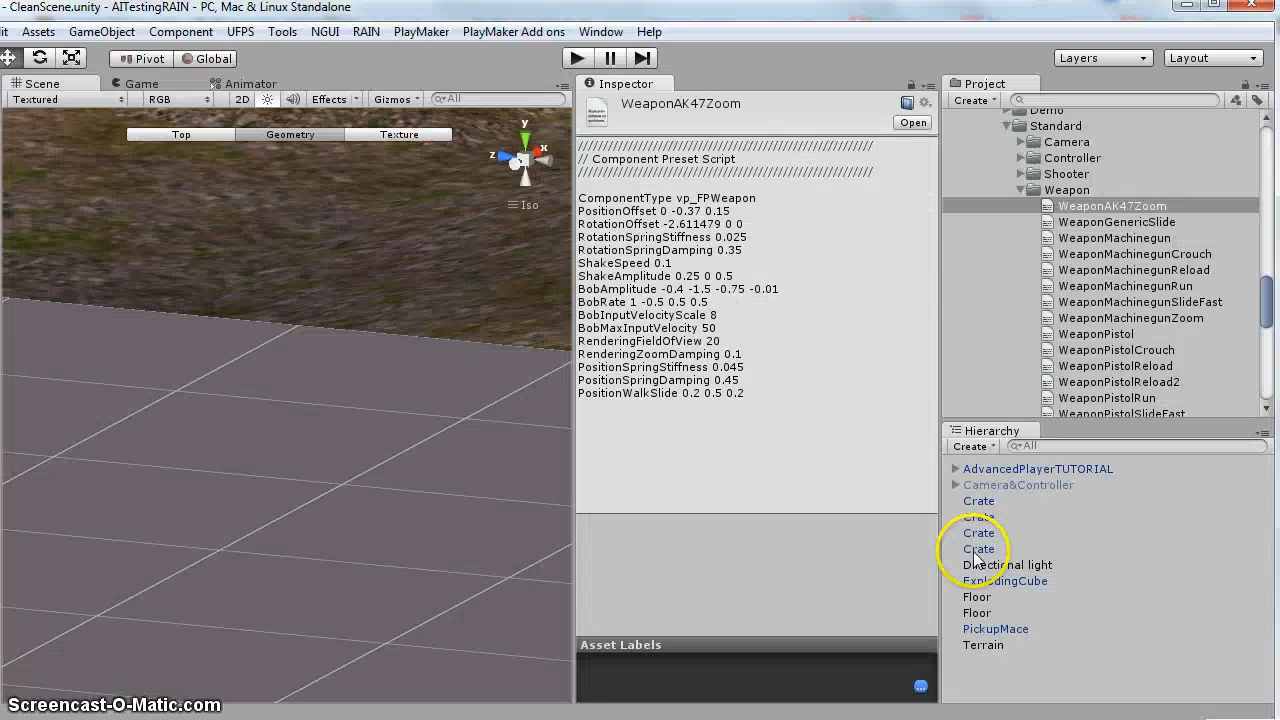 - CleanScene.unity - AITestingRAIN - PC, Mac & Linux Standalone
it Assets GameObject Component UFPS Tools NGUI RAIN PlayMaker PlayMaker Add ons Window Help
Pivot Global Layers Layout
Scene Game Animator
Textured RGB 2D Effects Gizmos All
Top Geometry Texture
y
z x
Iso
Inspector
WeaponAK47Zoom
Open
////////////////////////////////////////////////////////////
// Component Preset Script
////////////////////////////////////////////////////////////
ComponentType vp_FPWeapon
PositionOffset 0 -0.37 0.15
RotationOffset -2.611479 0 0
RotationSpringStiffness 0.025
RotationSpringDamping 0.35
ShakeSpeed 0.1
ShakeAmplitude 0.25 0 0.5
BobAmplitude -0.4 -1.5 -0.75 -0.01
BobRate 1 -0.5 0.5 0.5
BobInputVelocityScale 8
BobMaxInputVelocity 50
RenderingFieldOfView 20
RenderingZoomDamping 0.1
PositionSpringStiffness 0.045
PositionSpringDamping 0.45
PositionWalkSlide 0.2 0.5 0.2
Asset Labels
Project
Create
Demo
Standard
Camera
Controller
Shooter
Weapon
WeaponAK47Zoom
WeaponGenericSlide
WeaponMachinegun
WeaponMachinegunCrouch
WeaponMachinegunReload
WeaponMachinegunRun
WeaponMachinegunSlideFast
WeaponMachinegunZoom
WeaponPistol
WeaponPistolCrouch
WeaponPistolReload
WeaponPistolReload2
WeaponPistolRun
WeaponPistolSlideFast
Hierarchy
Create All
AdvancedPlayerTUTORIAL
Camera&Controller
Crate
Crate
Crate
Crate
Directional light
ExplodingCube
Floor
Floor
PickupMace
Terrain
Screencast-O-Matic.com